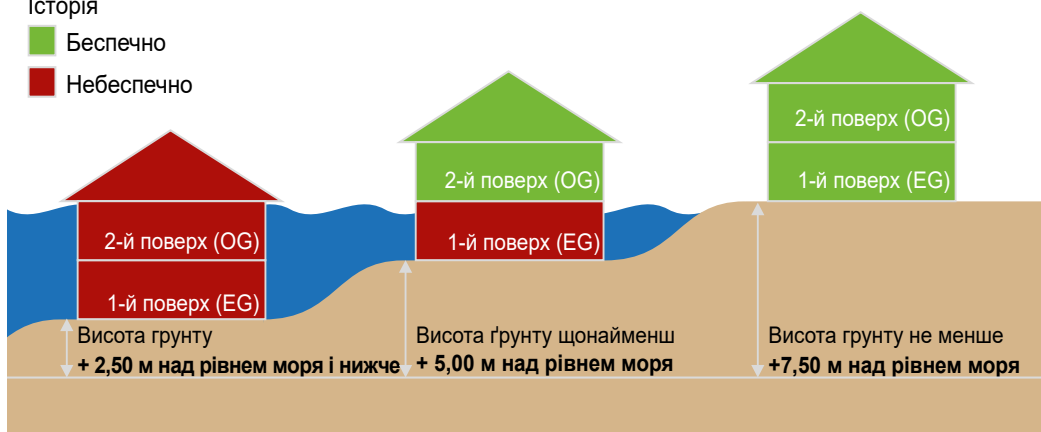 Історія
Беспечно
Небеспечно
2-й поверх (OG)
1-й поверх (EG)
2-й поверх (OG)
1-й поверх (EG)
2-й поверх (OG)
1-й поверх (EG)
Висота грунту
+ 2,50 м над рівнем моря і нижче
Висота ґрунту щонайменш
+ 5,00 м над рівнем моря
Висота грунту не менше
+7,50 м над рівнем моря